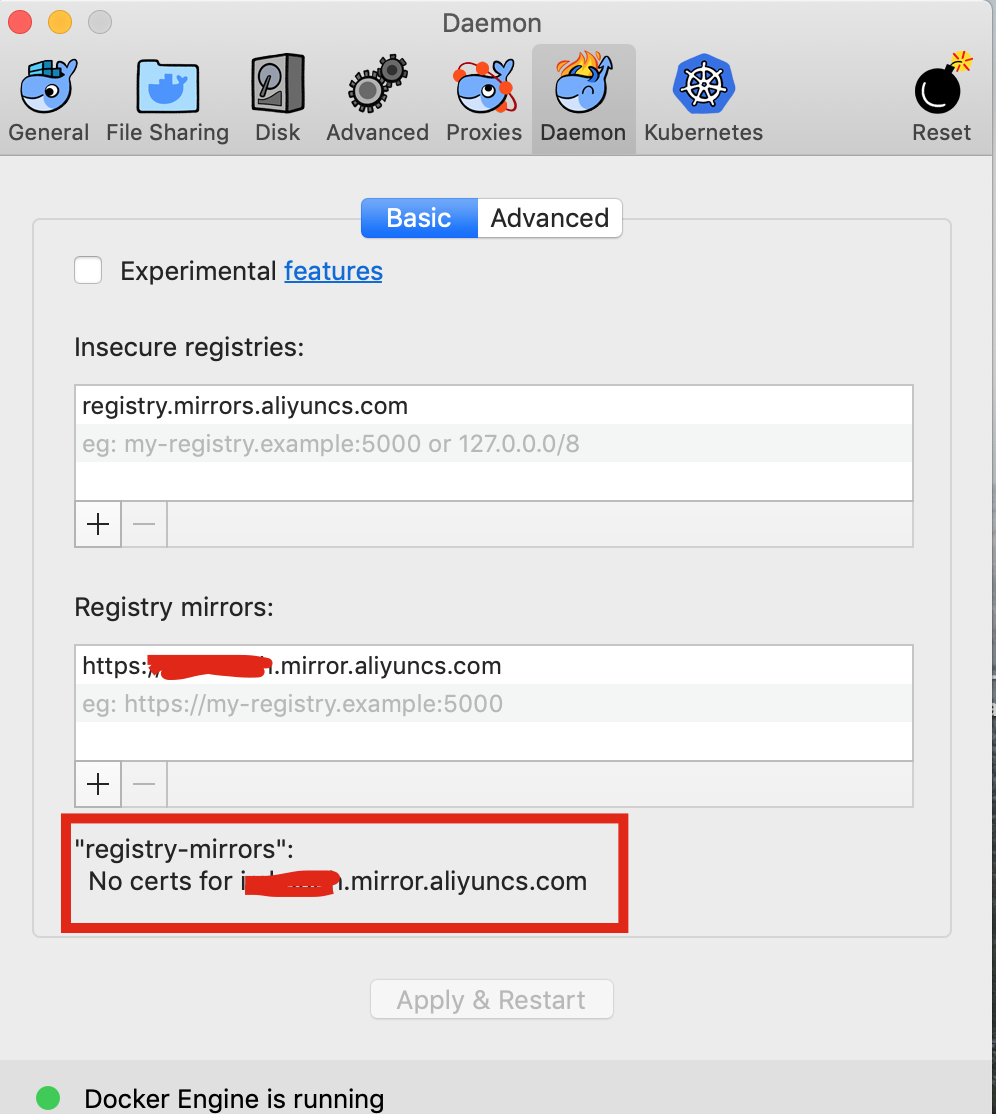 Daemon
General File Sharing Disk Advanced Proxies Daemon Kubernetes Reset
Basic Advanced
Experimental features
Insecure registries:
registry.mirrors.aliyuncs.com
eg: my-registry.example:5000 or 127.0.0.0/8
Registry mirrors:
https:/ .mirror.aliyuncs.com
eg: https://my-registry.example:5000
"registry-mirrors":
No certs for .mirror.aliyuncs.com
Apply & Restart
Docker Engine is running